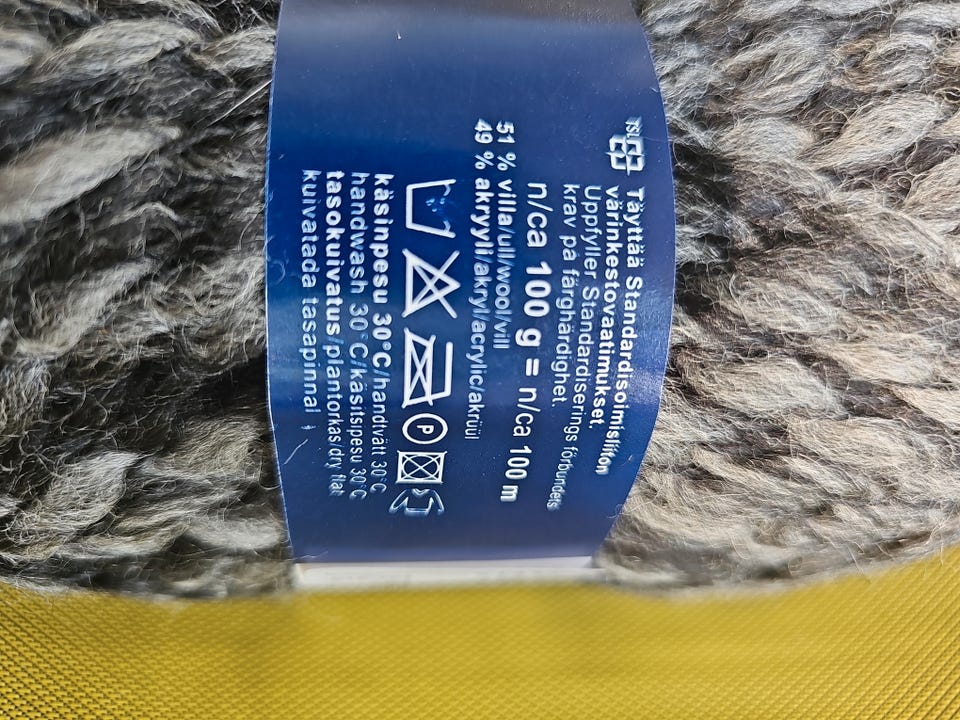 TSL
Täyttää Standardisoimisliiton
värinkestovaatimukset.
Uppfyller Standardiserings förbundets
krav på färghärdighet.
n/ca 100 g = n/ca 100 m
51 % villa/ull/wool/vill
49 % akryyli/akryl/acrylic/akrüül
P
käsinpesu 30°C/handtvätt 30°C
handwash 30°C/käsitsipesu 30°C
tasokuivatus/plantorkas/dry flat
kuivatada tasapinnal